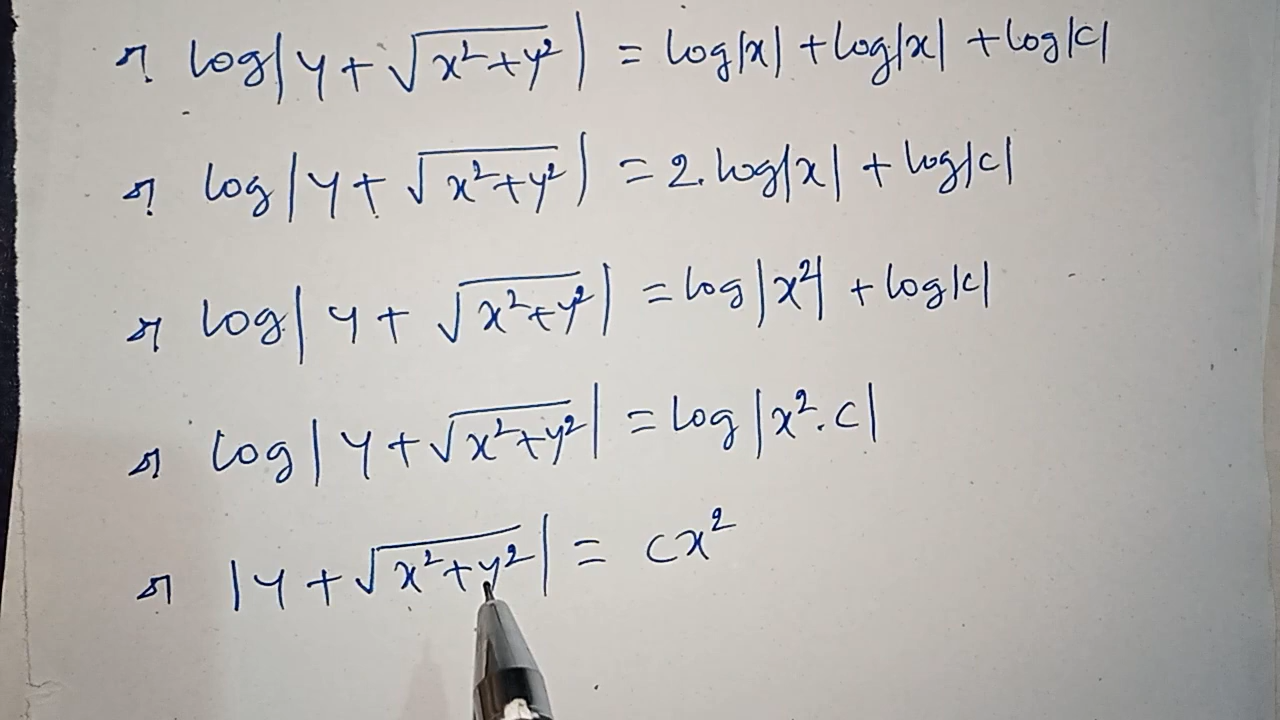 বা log|y + √(x²+y²)| = log|x| + log|x| + log|c|
বা log|y + √(x²+y²)| = 2. log|x| + log|c|
বা log|y + √(x²+y²)| = log|x²| + log|c|
বা log|y + √(x²+y²)| = log|x².c|
বা |y + √(x²+y²)| = cx²